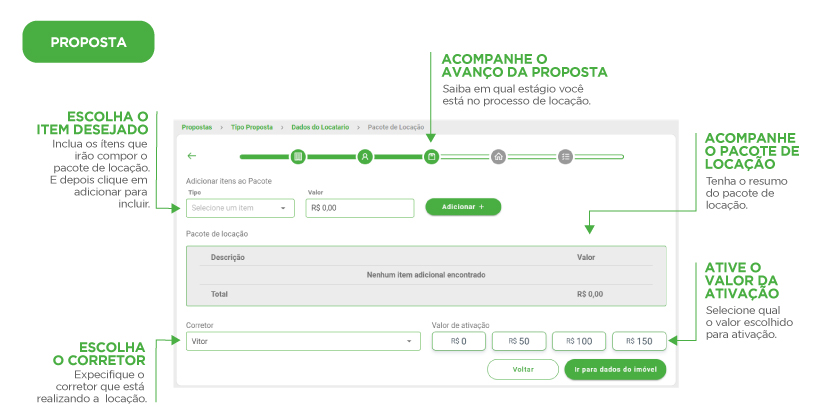 PROPOSTA
ACOMPANHE O
AVANÇO DA PROPOSTA
Saiba em qual estágio você
está no processo de locação.
ESCOLHA O
ITEM DESEJADO
Inclua os ítens que
irão compor o
pacote de locação.
E depois clique em
adicionar para
incluir.
Propostas > Tipo Proposta > Dados do Locatario > Pacote de Locação
Adicionar itens ao Pacote
Tipo Valor
Selecione um item R$ 0,00 Adicionar +
Pacote de locação
Descrição Valor
Nenhum item adicional encontrado
Total R$ 0,00
ACOMPANHE
O PACOTE DE
LOCAÇÃO
Tenha o resumo
do pacote de
locação.
ATIVE O
VALOR DA
ATIVAÇÃO
Selecione qual
o valor escolhido
para ativação.
Corretor Valor de ativação
Vitor R$ 0 R$ 50 R$ 100 R$ 150
Voltar Ir para dados do imóvel
ESCOLHA
O CORRETOR
Expecifique o
corretor que está
realizando a locação.